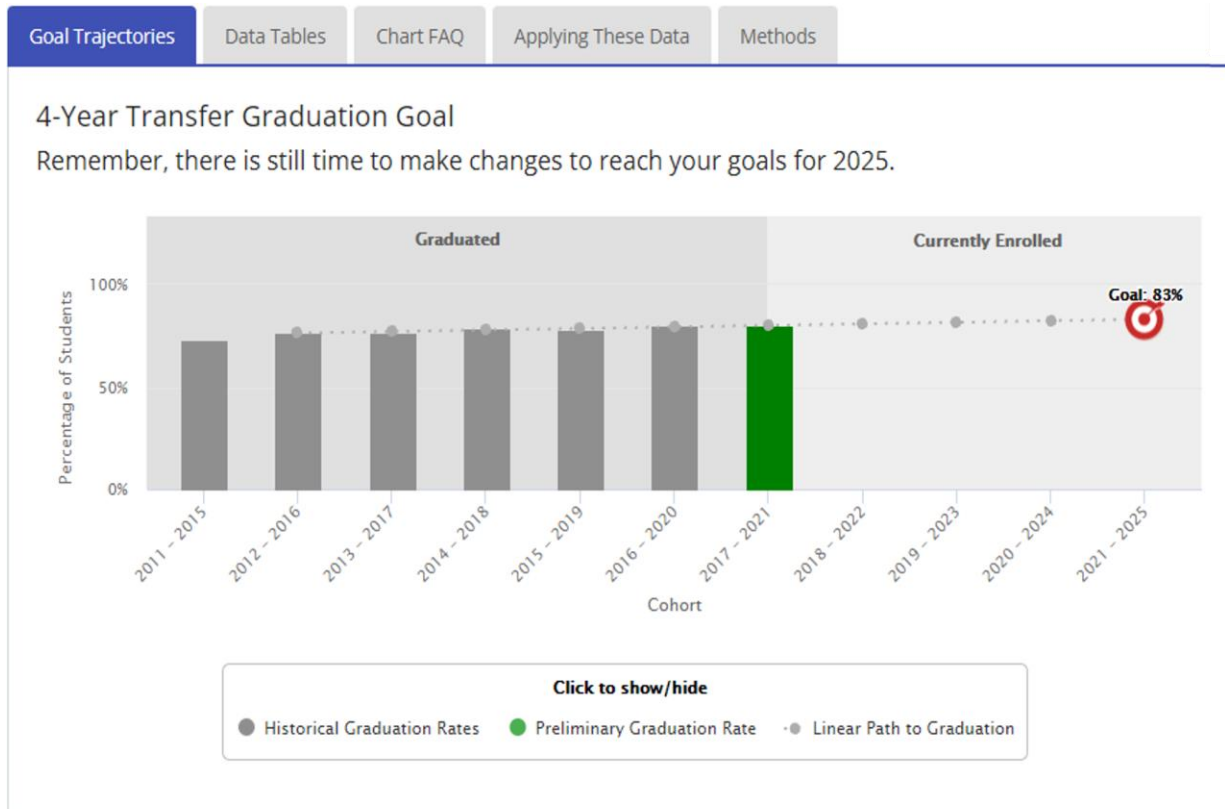 Goal Trajectories
Data Tables
Chart FAQ
Applying These Data
Methods
4-Year Transfer Graduation Goal
Remember, there is still time to make changes to reach your goals for 2025.
Graduated
Currently Enrolled
Percentage of Students
100%
50%
0%
Goal: 83%
2011 – 2015
2012 – 2016
2013 – 2017
2014 – 2018
2015 – 2019
2016 – 2020
2017 – 2021
2018 – 2022
2019 – 2023
2020 – 2024
2021 – 2025
Cohort
Click to show/hide
Historical Graduation Rates
Preliminary Graduation Rate
Linear Path to Graduation